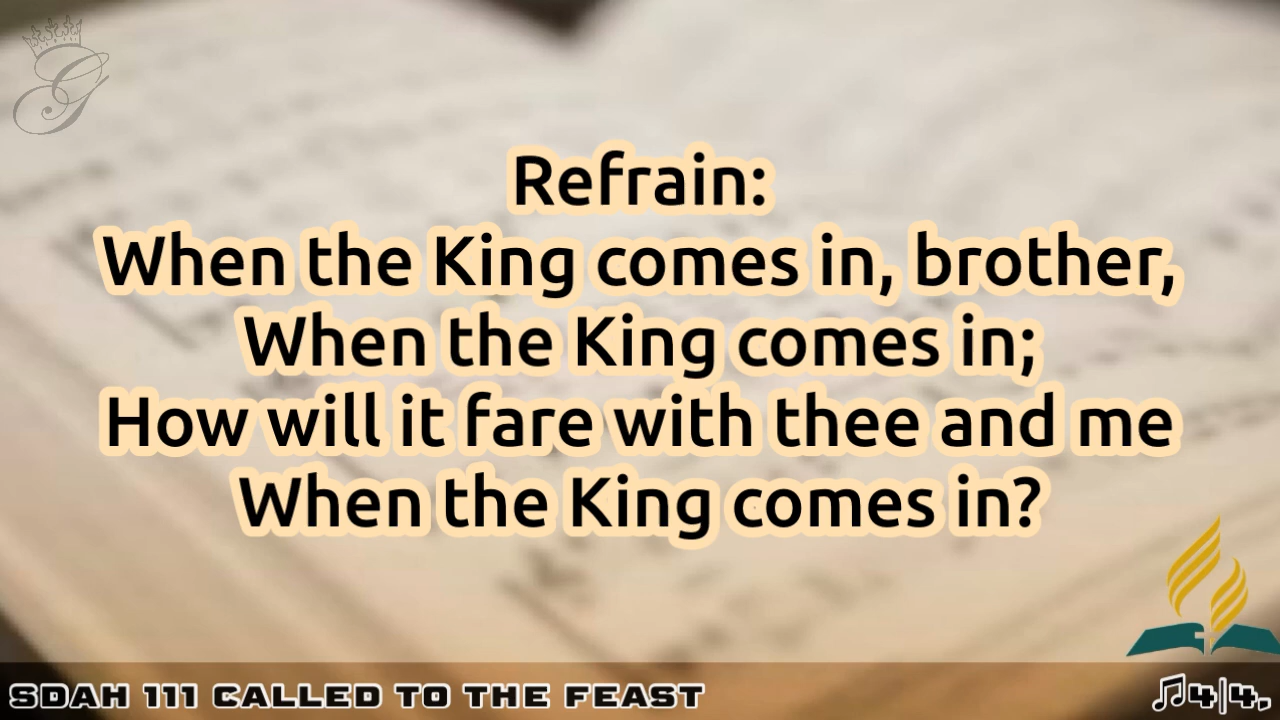 Refrain:
When the King comes in, brother,
When the King comes in;
How will it fare with thee and me
When the King comes in?
SDAH 111 CALLED TO THE FEAST
🎵4|4.
G